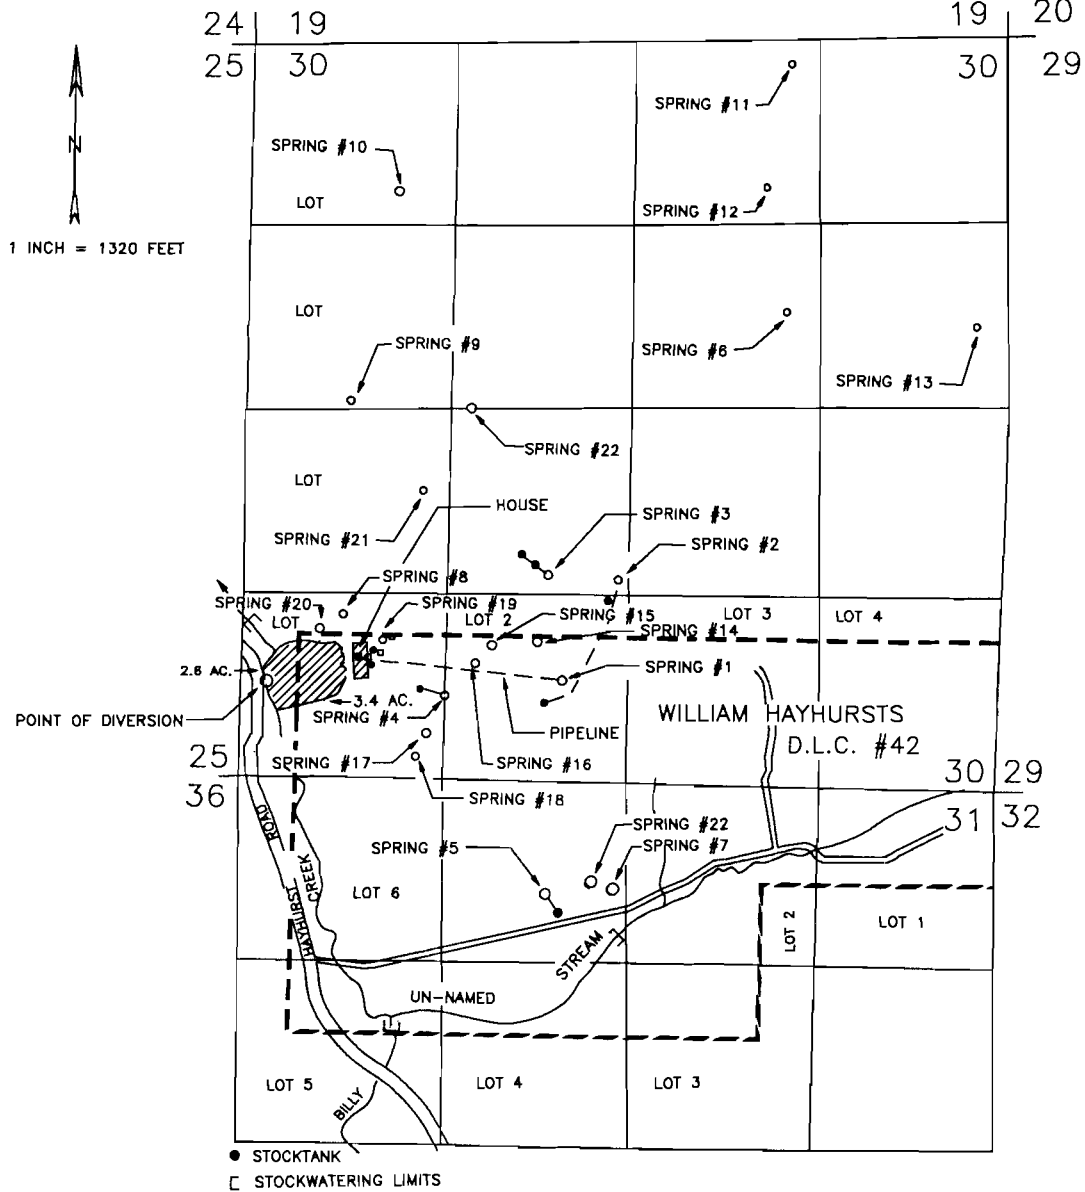 24 19
19 20
25 30
30 29
N
1 INCH = 1320 FEET
SPRING #11
SPRING #10
LOT
SPRING #12
LOT
SPRING #9
SPRING #6
SPRING #13
SPRING #22
LOT
HOUSE
SPRING #3
SPRING #21
SPRING #2
SPRING #8
SPRING #20
SPRING #19
LOT
LOT 2
SPRING #15
LOT 3
LOT 4
SPRING #14
2.6 AC.
SPRING #1
3.4 AC.
POINT OF DIVERSION
SPRING #4
WILLIAM HAYHURSTS
D.L.C. #42
PIPELINE
25
SPRING #17
SPRING #16
30 29
36
SPRING #18
31 32
ROAD
SPRING #22
SPRING #5
SPRING #7
CREEK
LOT 6
HAYHURST
LOT 2
LOT 1
STREAM
UN-NAMED
LOT 5
LOT 4
LOT 3
BILLY
STOCKTANK
STOCKWATERING LIMITS